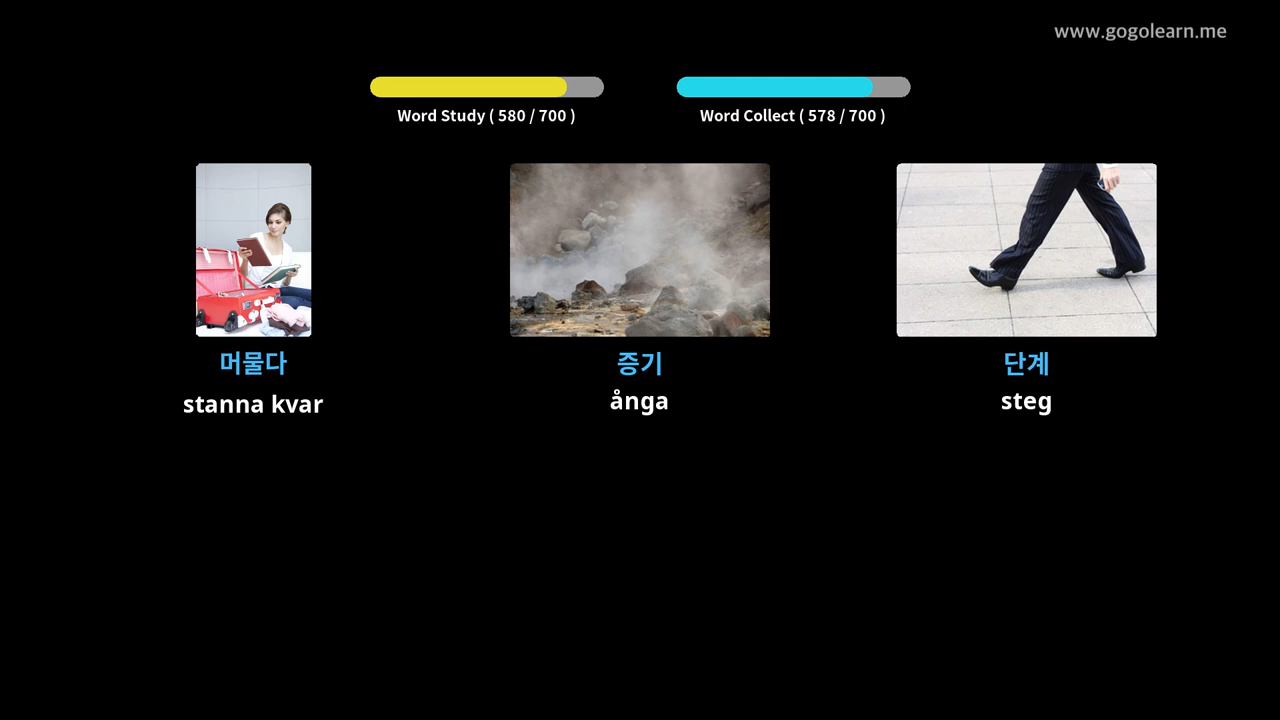 www.gogolearn.me
Word Study ( 580 / 700 )
Word Collect ( 578 / 700 )
머물다
증기
단계
stanna kvar
ånga
steg